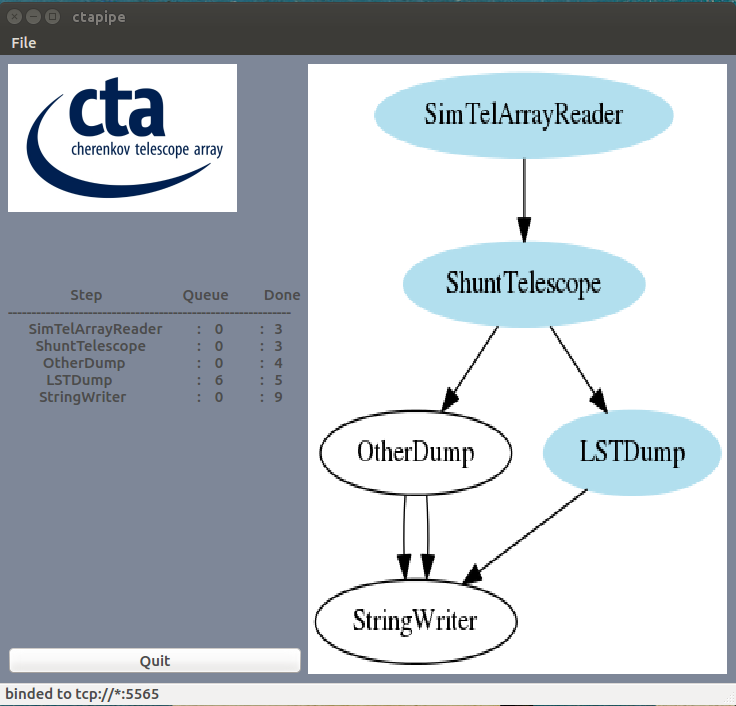 ctapipe
File
cta
cherenkov telescope array
Step Queue Done
----------------------------------------------------------------------
SimTelArrayReader : 0 : 3
ShuntTelescope : 0 : 3
OtherDump : 0 : 4
LSTDump : 6 : 5
StringWriter : 0 : 9
SimTelArrayReader
ShuntTelescope
OtherDump LSTDump
StringWriter
Quit
binded to tcp://*:5565